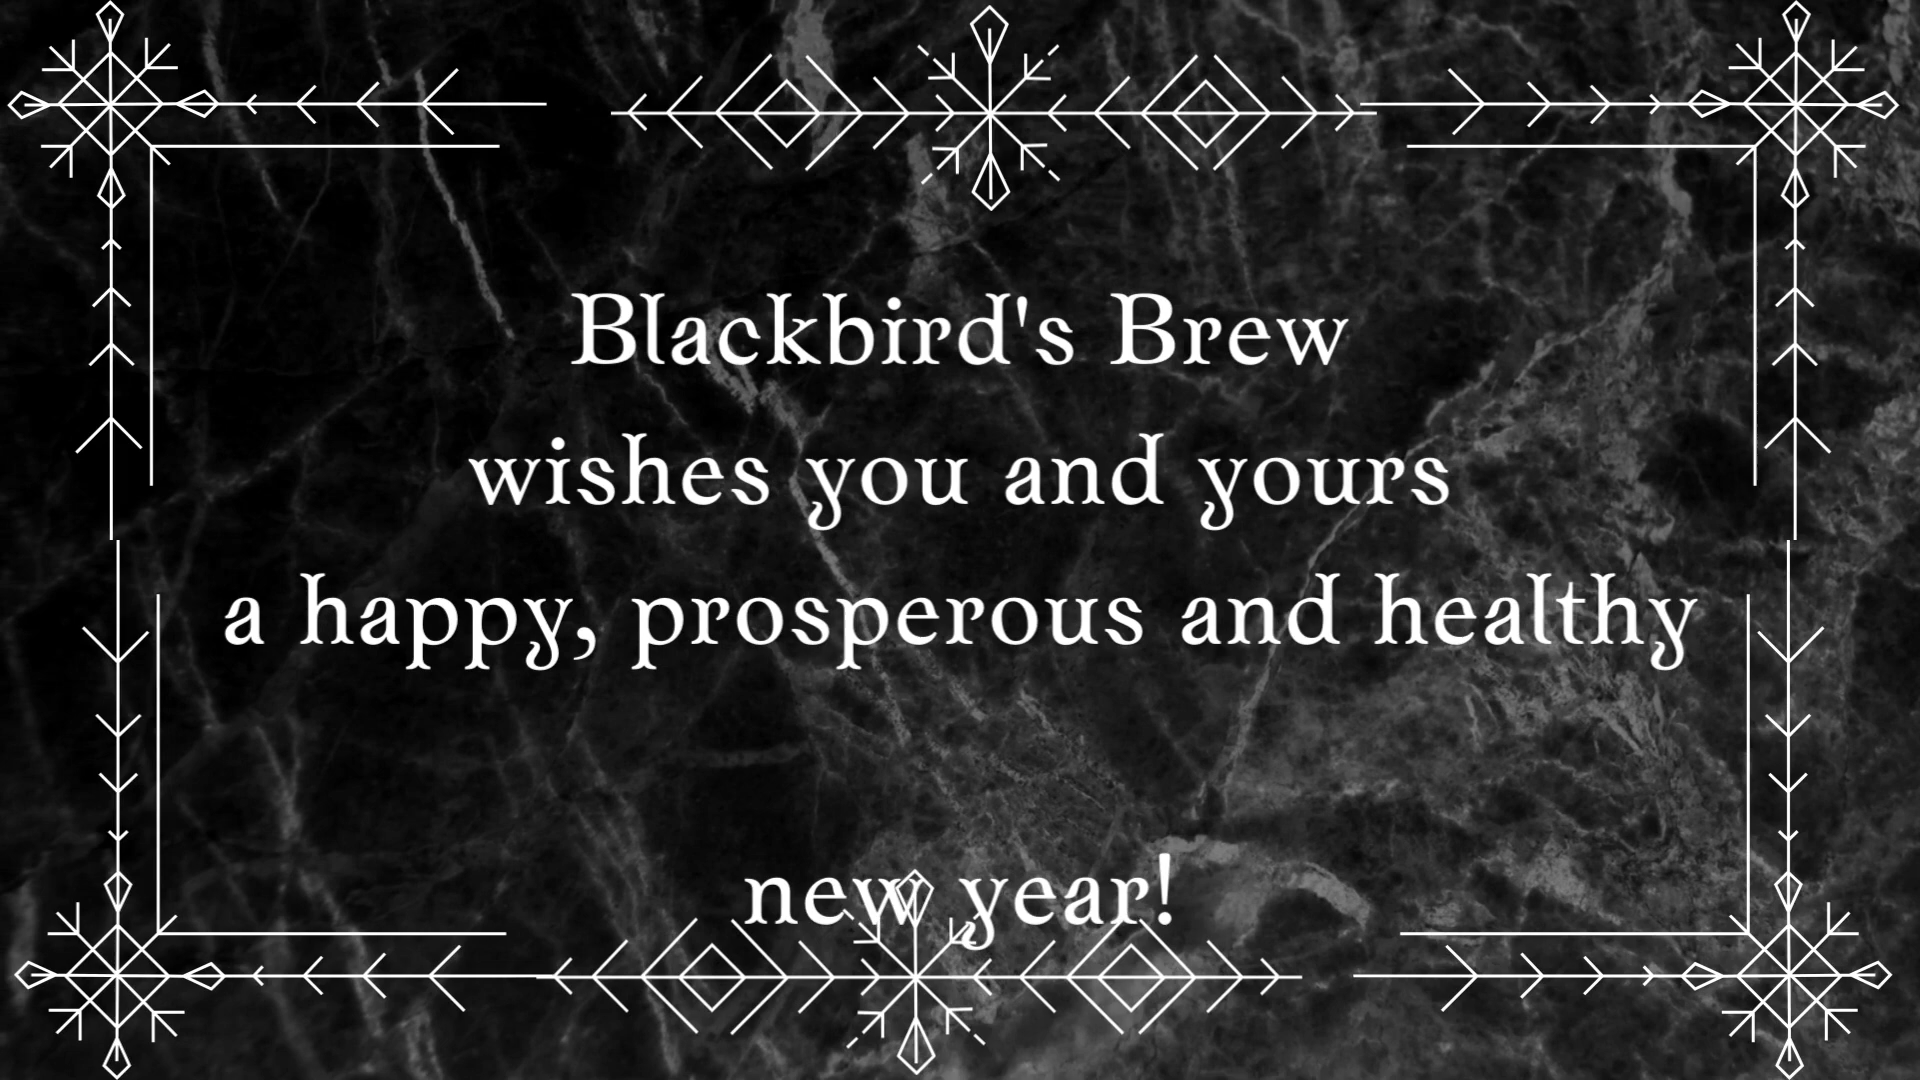 Blackbird's Brew
wishes you and yours
a happy, prosperous and healthy
new year!